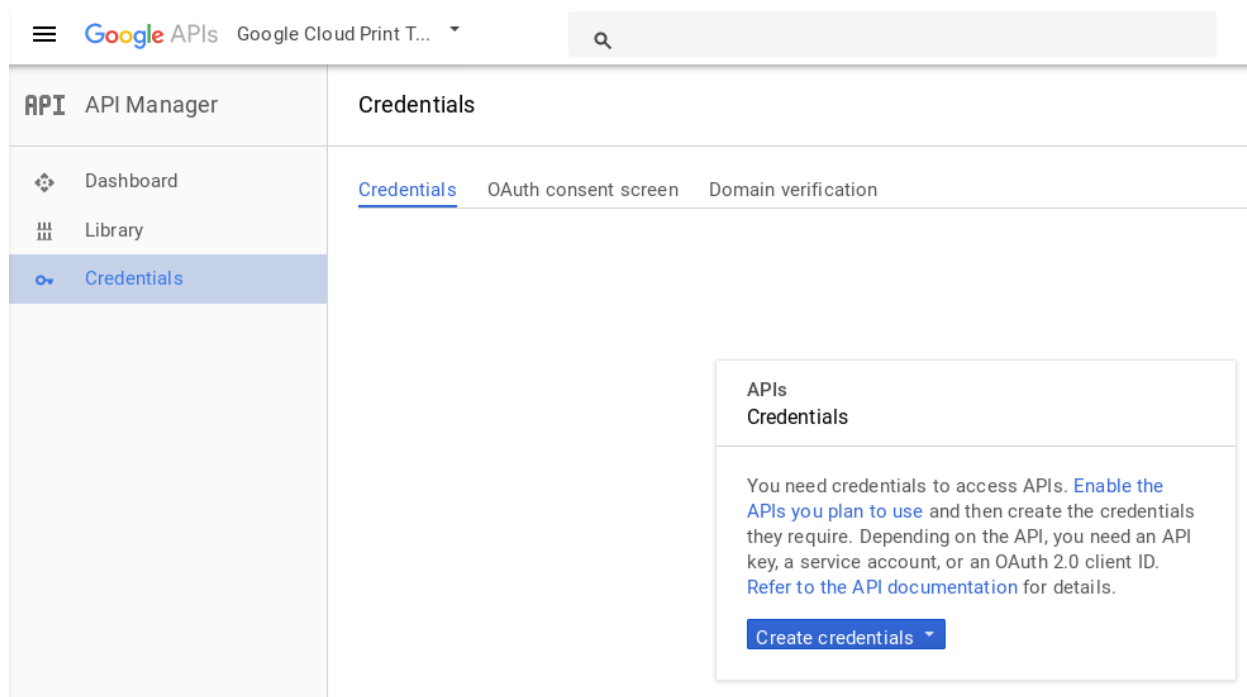 Google APIs Google Cloud Print T...
API API Manager
Credentials
Dashboard
Library
Credentials
Credentials OAuth consent screen Domain verification
APIs
Credentials
You need credentials to access APIs. Enable the
APIs you plan to use and then create the credentials
they require. Depending on the API, you need an API
key, a service account, or an OAuth 2.0 client ID.
Refer to the API documentation for details.
Create credentials